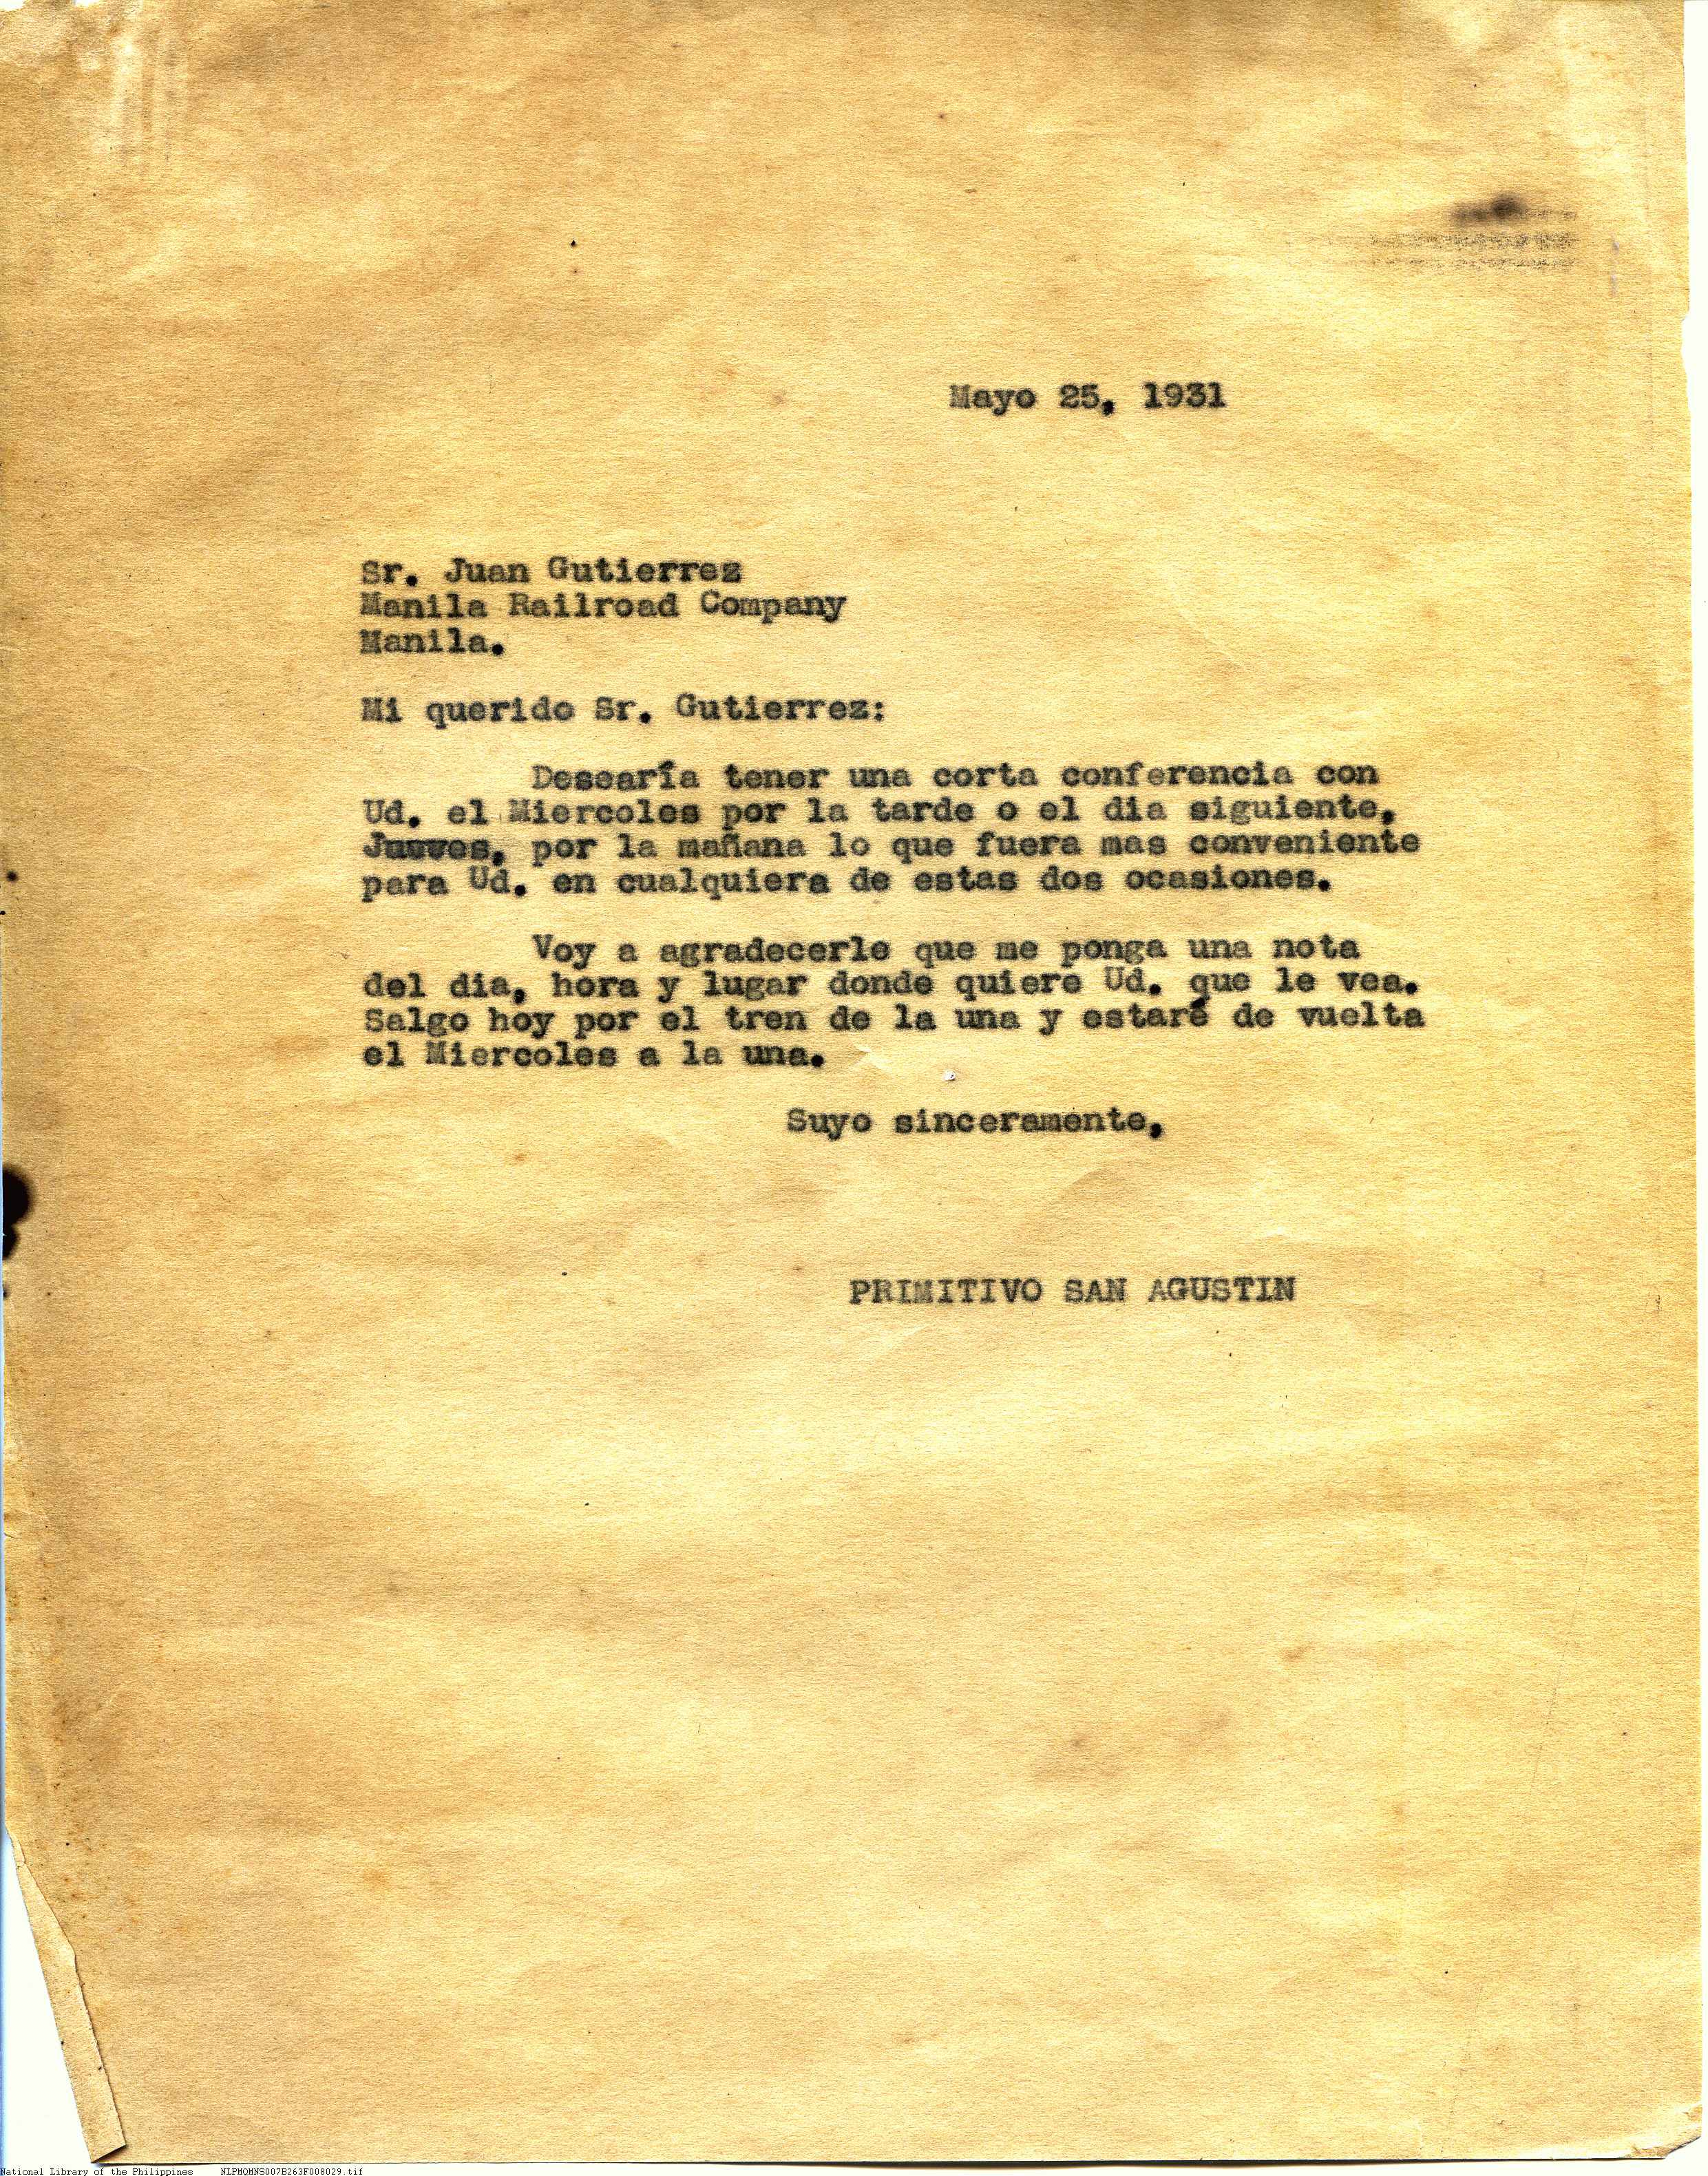 Mayo 25, 1931
Sr. Juan Gutierrez
Manila Railroad Company
Manila.
Mi querido Sr. Gutierrez:
Desearía tener una corta conferencia con
Ud. el Miercoles por la tarde o el dia siguiente,
Jueves, por la mañana lo que fuera mas conveniente
para Ud. en cualquiera de estas dos ocasiones.
Voy a agradecerle que me ponga una nota
del dia, hora y lugar donde quiere Ud. que le vea.
Salgo hoy por el tren de la una y estaré de vuelta
el Miercoles a la una.
Suyo sinceramente,
PRIMITIVO SAN AGUSTIN
National Library of the Philippines NLPMQMNS007B263F008029.tif